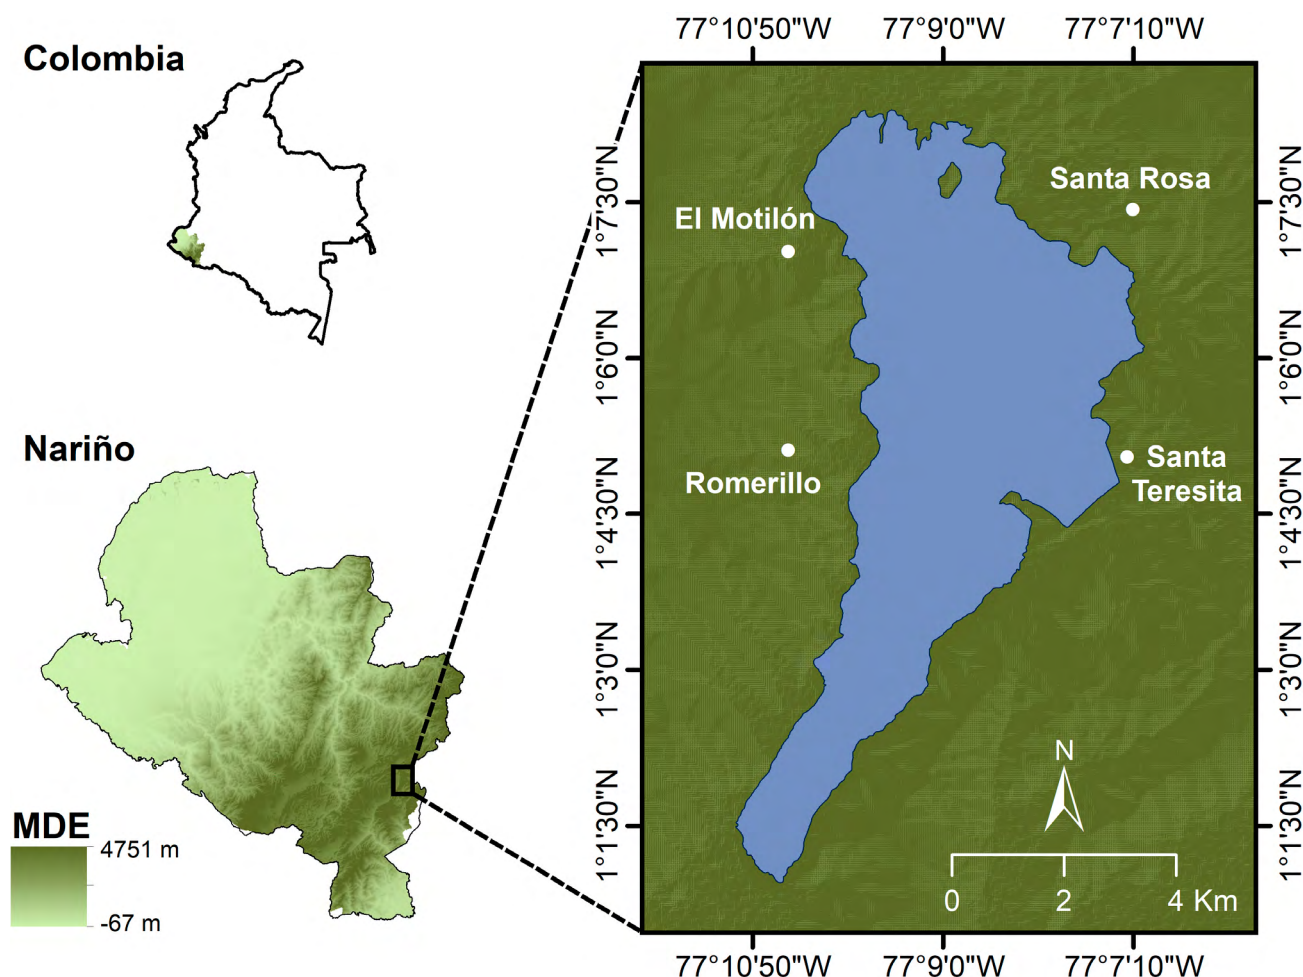 Colombia
Nariño
MDE
4751 m
-67 m
77°10'50"W
77°9'0"W
77°7'10"W
1°7'30"N
1°6'0"N
1°4'30"N
1°3'0"N
1°1'30"N
Santa Rosa
El Motilón
Romerillo
Santa
Teresita
N
0
2
4 Km
1°7'30"N
1°6'0"N
1°4'30"N
1°3'0"N
1°1'30"N
77°10'50"W
77°9'0"W
77°7'10"W